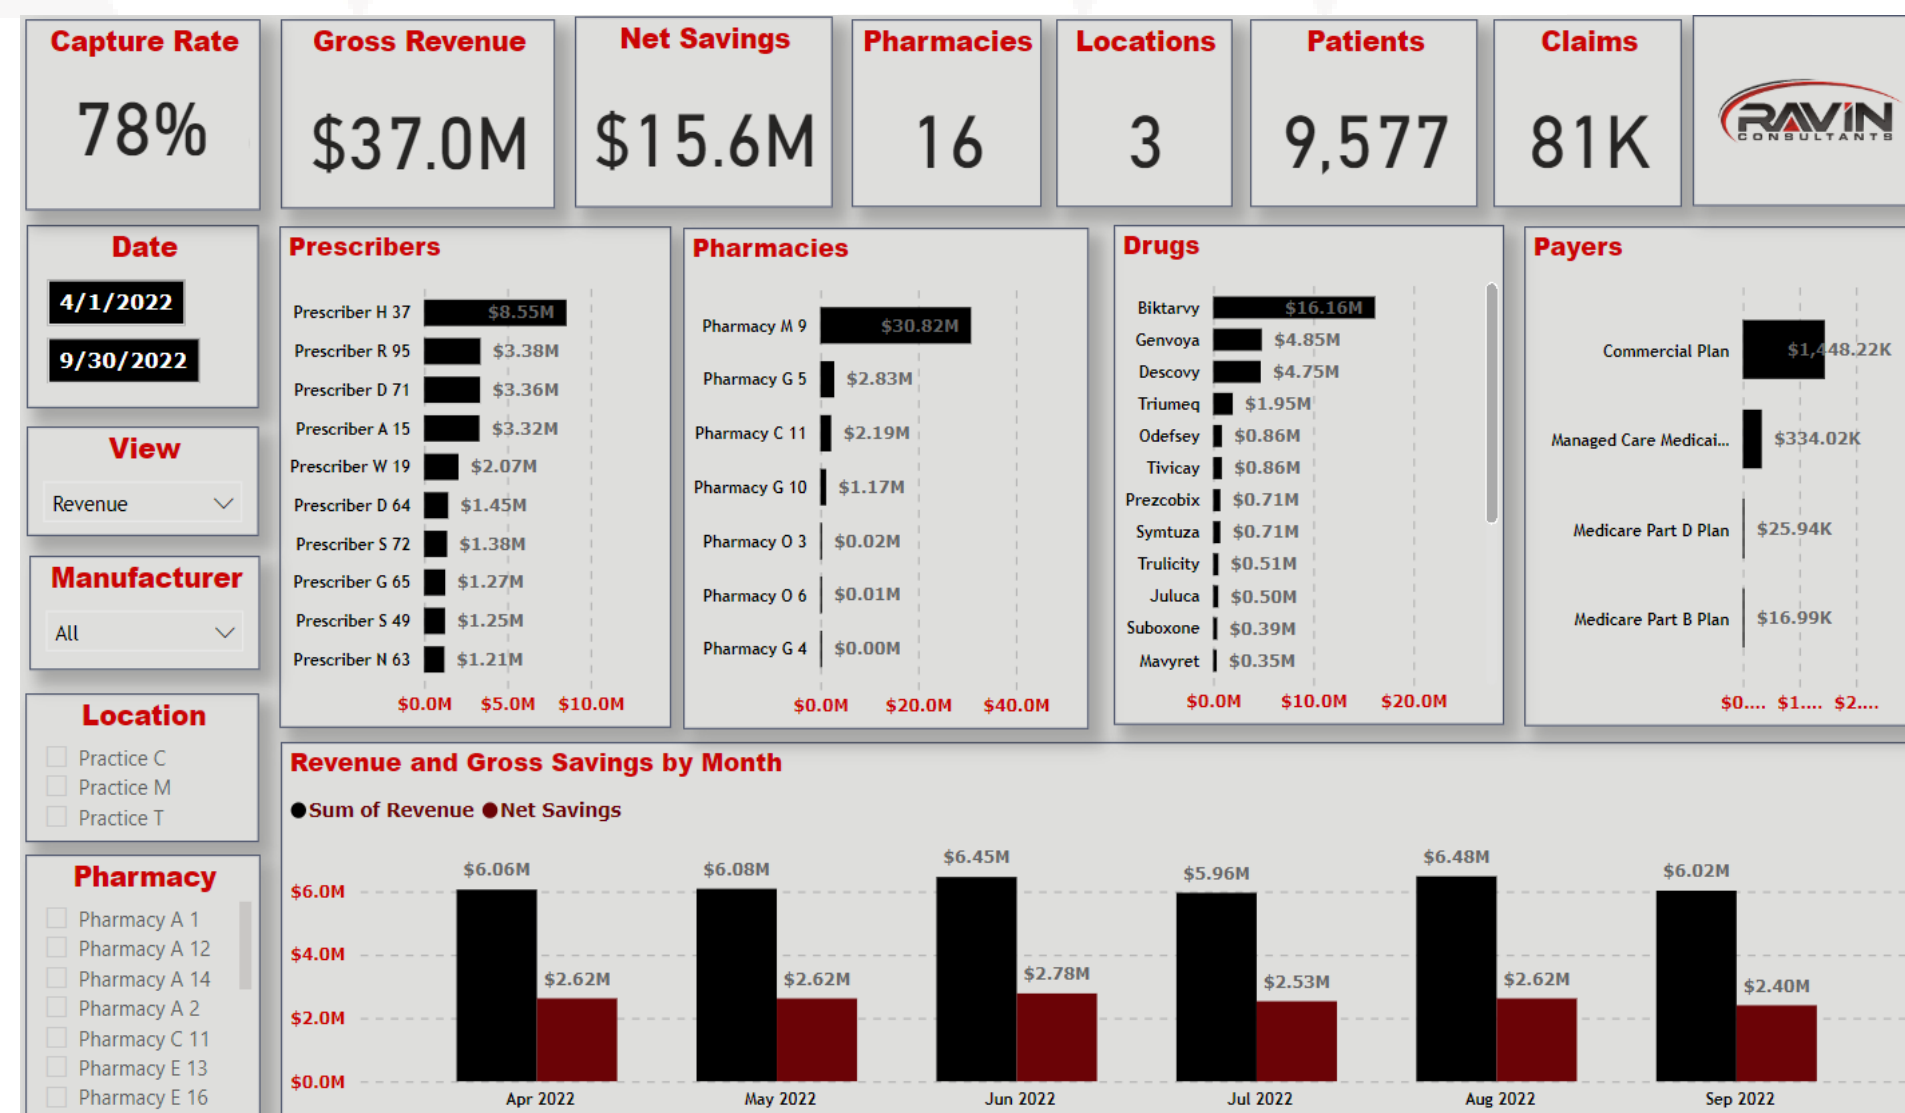 Capture Rate
78%
Gross Revenue
$37.0M
Net Savings
$15.6M
Pharmacies
16
Locations
3
Patients
9,577
Claims
81K
RAVIN
CONSULTANTS
Date
4/1/2022
9/30/2022
View
Revenue
Manufacturer
All
Location
Practice C
Practice M
Practice T
Pharmacy
Pharmacy A 1
Pharmacy A 12
Pharmacy A 14
Pharmacy A 2
Pharmacy C 11
Pharmacy E 13
Pharmacy E 16
Prescribers
Prescriber H 37 $8.55M
Prescriber R 95 $3.38M
Prescriber D 71 $3.36M
Prescriber A 15 $3.32M
Prescriber W 19 $2.07M
Prescriber D 64 $1.45M
Prescriber S 72 $1.38M
Prescriber G 65 $1.27M
Prescriber S 49 $1.25M
Prescriber N 63 $1.21M
$0.0M $5.0M $10.0M
Pharmacies
Pharmacy M 9 $30.82M
Pharmacy G 5 $2.83M
Pharmacy C 11 $2.19M
Pharmacy G 10 $1.17M
Pharmacy O 3 $0.02M
Pharmacy O 6 $0.01M
Pharmacy G 4 $0.00M
$0.0M $20.0M $40.0M
Drugs
Biktarvy $16.16M
Genvoya $4.85M
Descovy $4.75M
Triumeq $1.95M
Odefsey $0.86M
Tivicay $0.86M
Prezcobix $0.71M
Symtuza $0.71M
Trulicity $0.51M
Juluca $0.50M
Suboxone $0.39M
Mavyret $0.35M
$0.0M $10.0M $20.0M
Payers
Commercial Plan $1,448.22K
Managed Care Medicai... $334.02K
Medicare Part D Plan $25.94K
Medicare Part B Plan $16.99K
$0.... $1.... $2....
Revenue and Gross Savings by Month
Sum of Revenue Net Savings
$6.06M $6.08M $6.45M $5.96M $6.48M $6.02M
$6.0M
$4.0M
$2.62M $2.62M $2.78M $2.53M $2.62M $2.40M
$2.0M
$0.0M
Apr 2022 May 2022 Jun 2022 Jul 2022 Aug 2022 Sep 2022